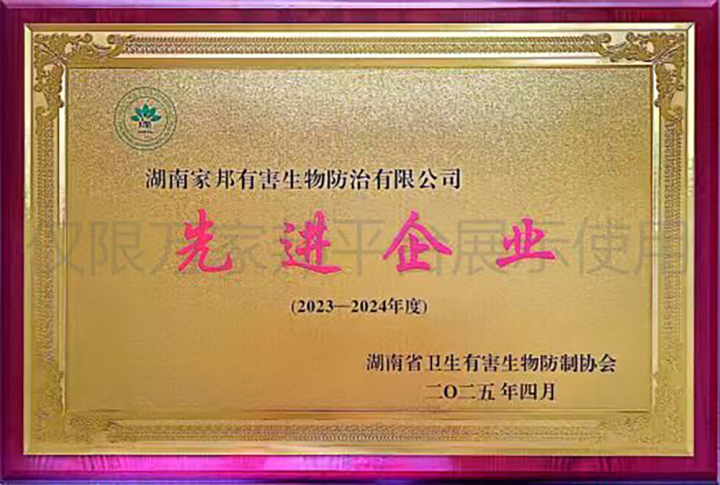 湖南家邦有害生物防治有限公司
先进企业
(2023—2024年度)
湖南省卫生有害生物防制协会
二〇二五年四月